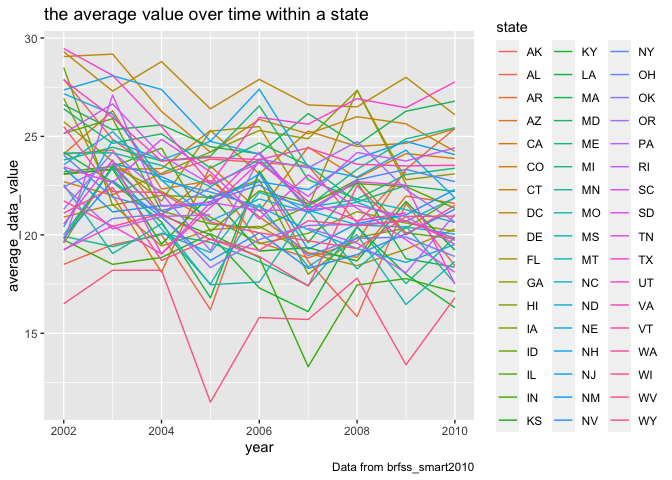 the average value over time within a state
average_data_value
30
25
20
15
2002
2004
2006
2008
2010
year
state
AK
AL
AR
AZ
CA
CO
CT
DC
DE
FL
GA
HI
IA
ID
IL
IN
KS
KY
LA
MA
MD
ME
MI
MN
MO
MS
MT
NC
ND
NE
NH
NJ
NM
NV
NY
OH
OK
OR
PA
RI
SC
SD
TN
TX
UT
VA
VT
WA
WI
WV
WY
Data from brfss_smart2010